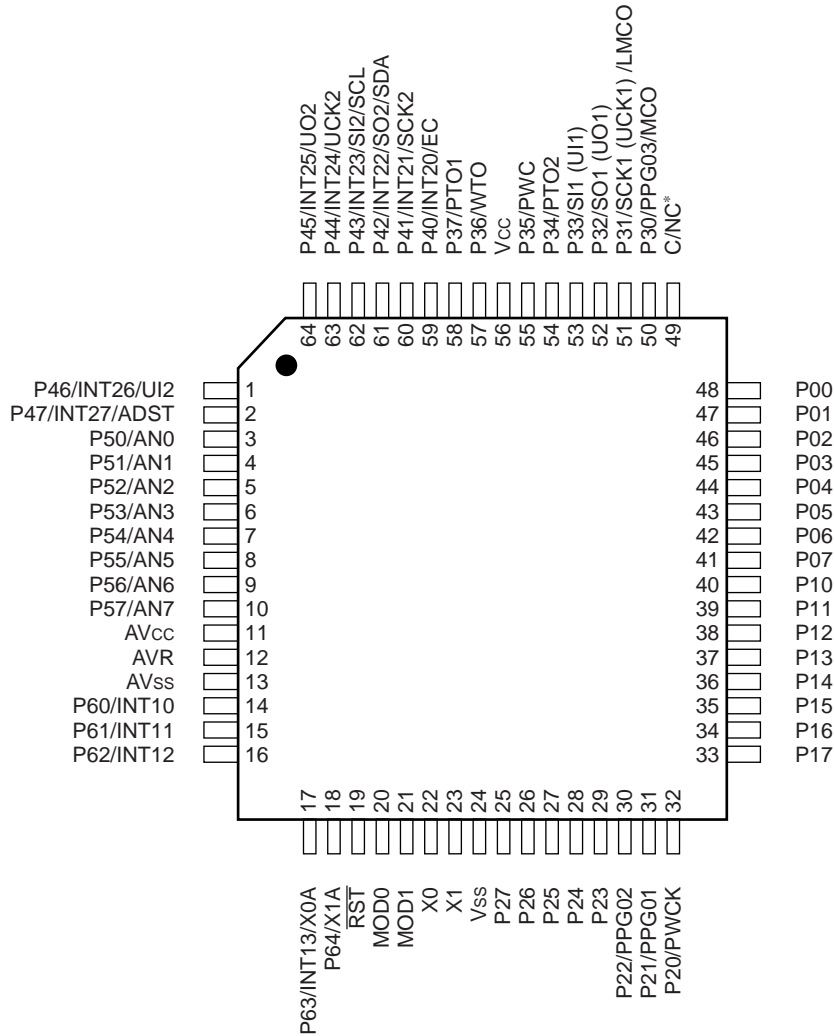 P45/INT25/UO2
P44/INT24/UCK2
P43/INT23/SI2/SCL
P42/INT22/SO2/SDA
P41/INT21/SCK2
P40/INT20/EC
P37/PTO1
P36/WTO
Vcc
P35/PWC
P34/PTO2
P33/SI1 (UI1)
P32/SO1 (UO1)
P31/SCK1 (UCK1) /LMCO
P30/PPG03/MCO
C/NC*
64
63
62
61
60
59
58
57
56
55
54
53
52
51
50
49
P46/INT26/UI2 1
P47/INT27/ADST 2
P50/AN0 3
P51/AN1 4
P52/AN2 5
P53/AN3 6
P54/AN4 7
P55/AN5 8
P56/AN6 9
P57/AN7 10
AVcc 11
AVR 12
AVss 13
P60/INT10 14
P61/INT11 15
P62/INT12 16
48 P00
47 P01
46 P02
45 P03
44 P04
43 P05
42 P06
41 P07
40 P10
39 P11
38 P12
37 P13
36 P14
35 P15
34 P16
33 P17
17
18
19
20
21
22
23
24
25
26
27
28
29
30
31
32
P63/INT13/X0A
P64/X1A
RST
MOD0
MOD1
X0
X1
Vss
P27
P26
P25
P24
P23
P22/PPG02
P21/PPG01
P20/PWCK